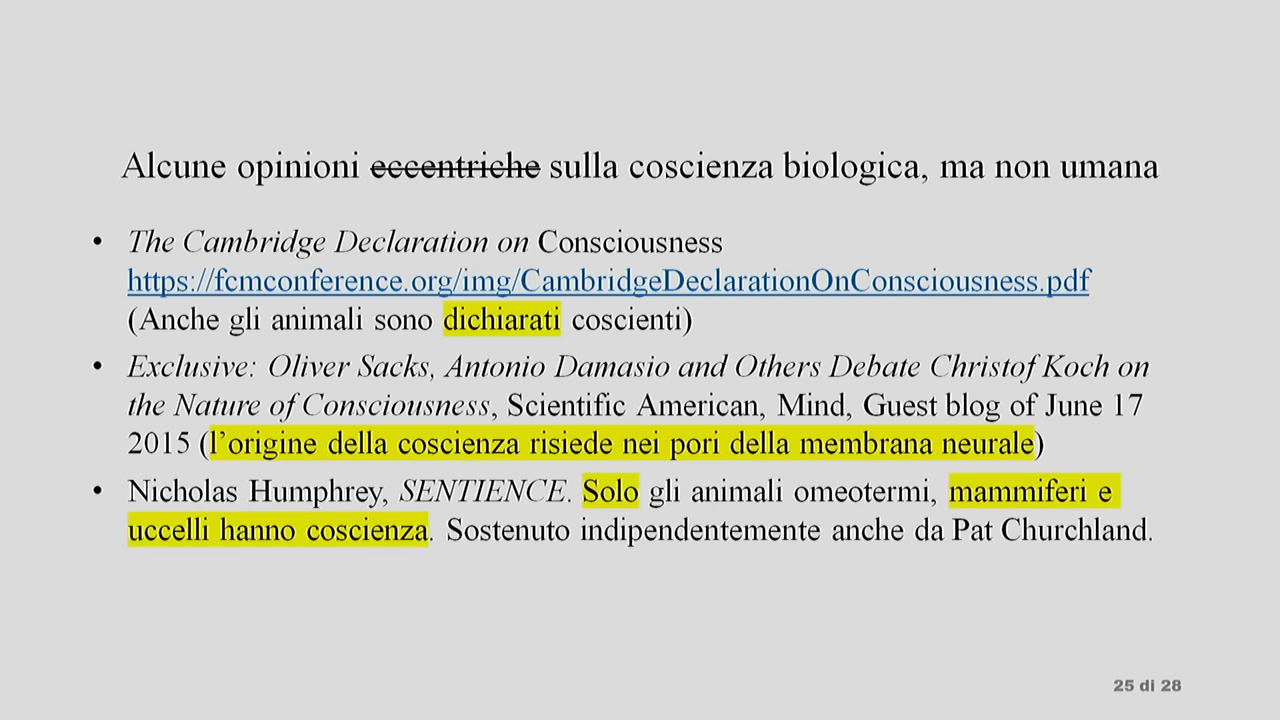 Alcune opinioni eccentriche sulla coscienza biologica, ma non umana
• The Cambridge Declaration on Consciousness
https://fcmconference.org/img/CambridgeDeclarationOnConsciousness.pdf
(Anche gli animali sono dichiarati coscienti)
• Exclusive: Oliver Sacks, Antonio Damasio and Others Debate Christof Koch on
the Nature of Consciousness, Scientific American, Mind, Guest blog of June 17
2015 (l’origine della coscienza risiede nei pori della membrana neurale)
• Nicholas Humphrey, SENTIENCE. Solo gli animali omeotermi, mammiferi e
uccelli hanno coscienza. Sostenuto indipendentemente anche da Pat Churchland.
25 di 28